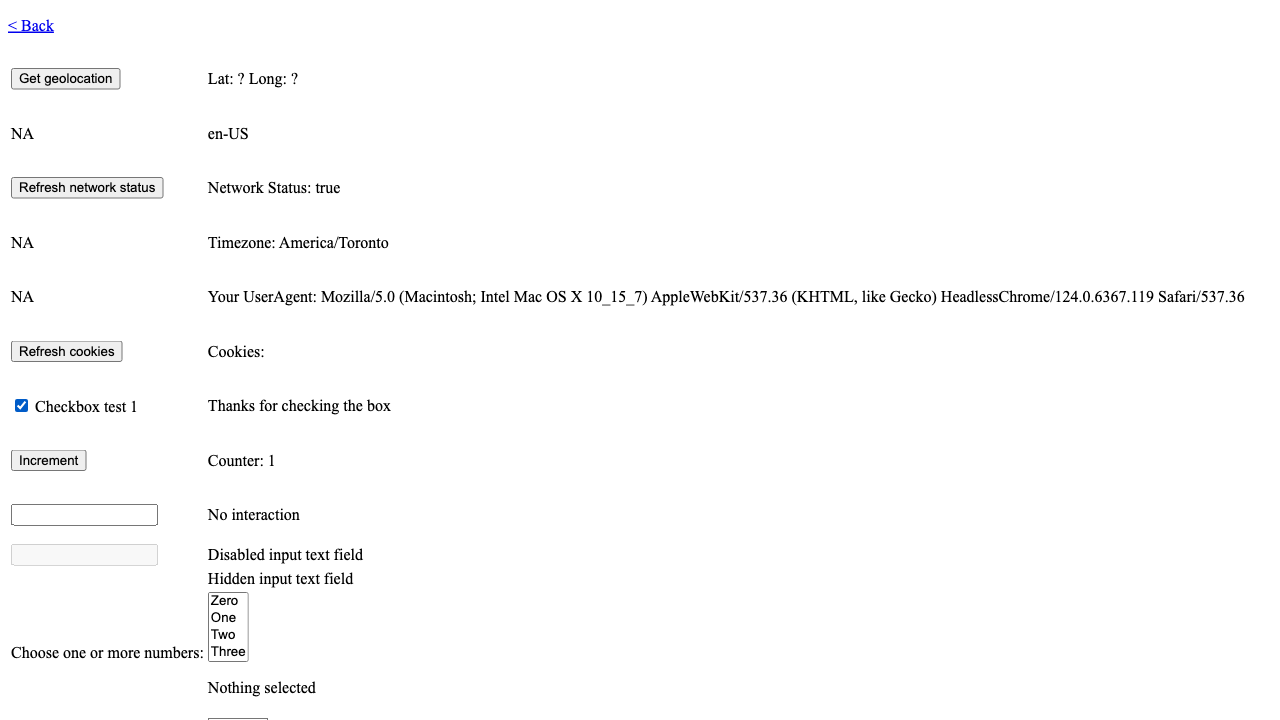 < Back
Get geolocation Lat: ? Long: ?
NA en-US
Refresh network status Network Status: true
NA Timezone: America/Toronto
NA Your UserAgent: Mozilla/5.0 (Macintosh; Intel Mac OS X 10_15_7) AppleWebKit/537.36 (KHTML, like Gecko) HeadlessChrome/124.0.6367.119 Safari/537.36
Refresh cookies Cookies:
Checkbox test 1 Thanks for checking the box
Increment Counter: 1
No interaction
Disabled input text field
Hidden input text field
Zero
One
Two
Three
Choose one or more numbers:
Nothing selected